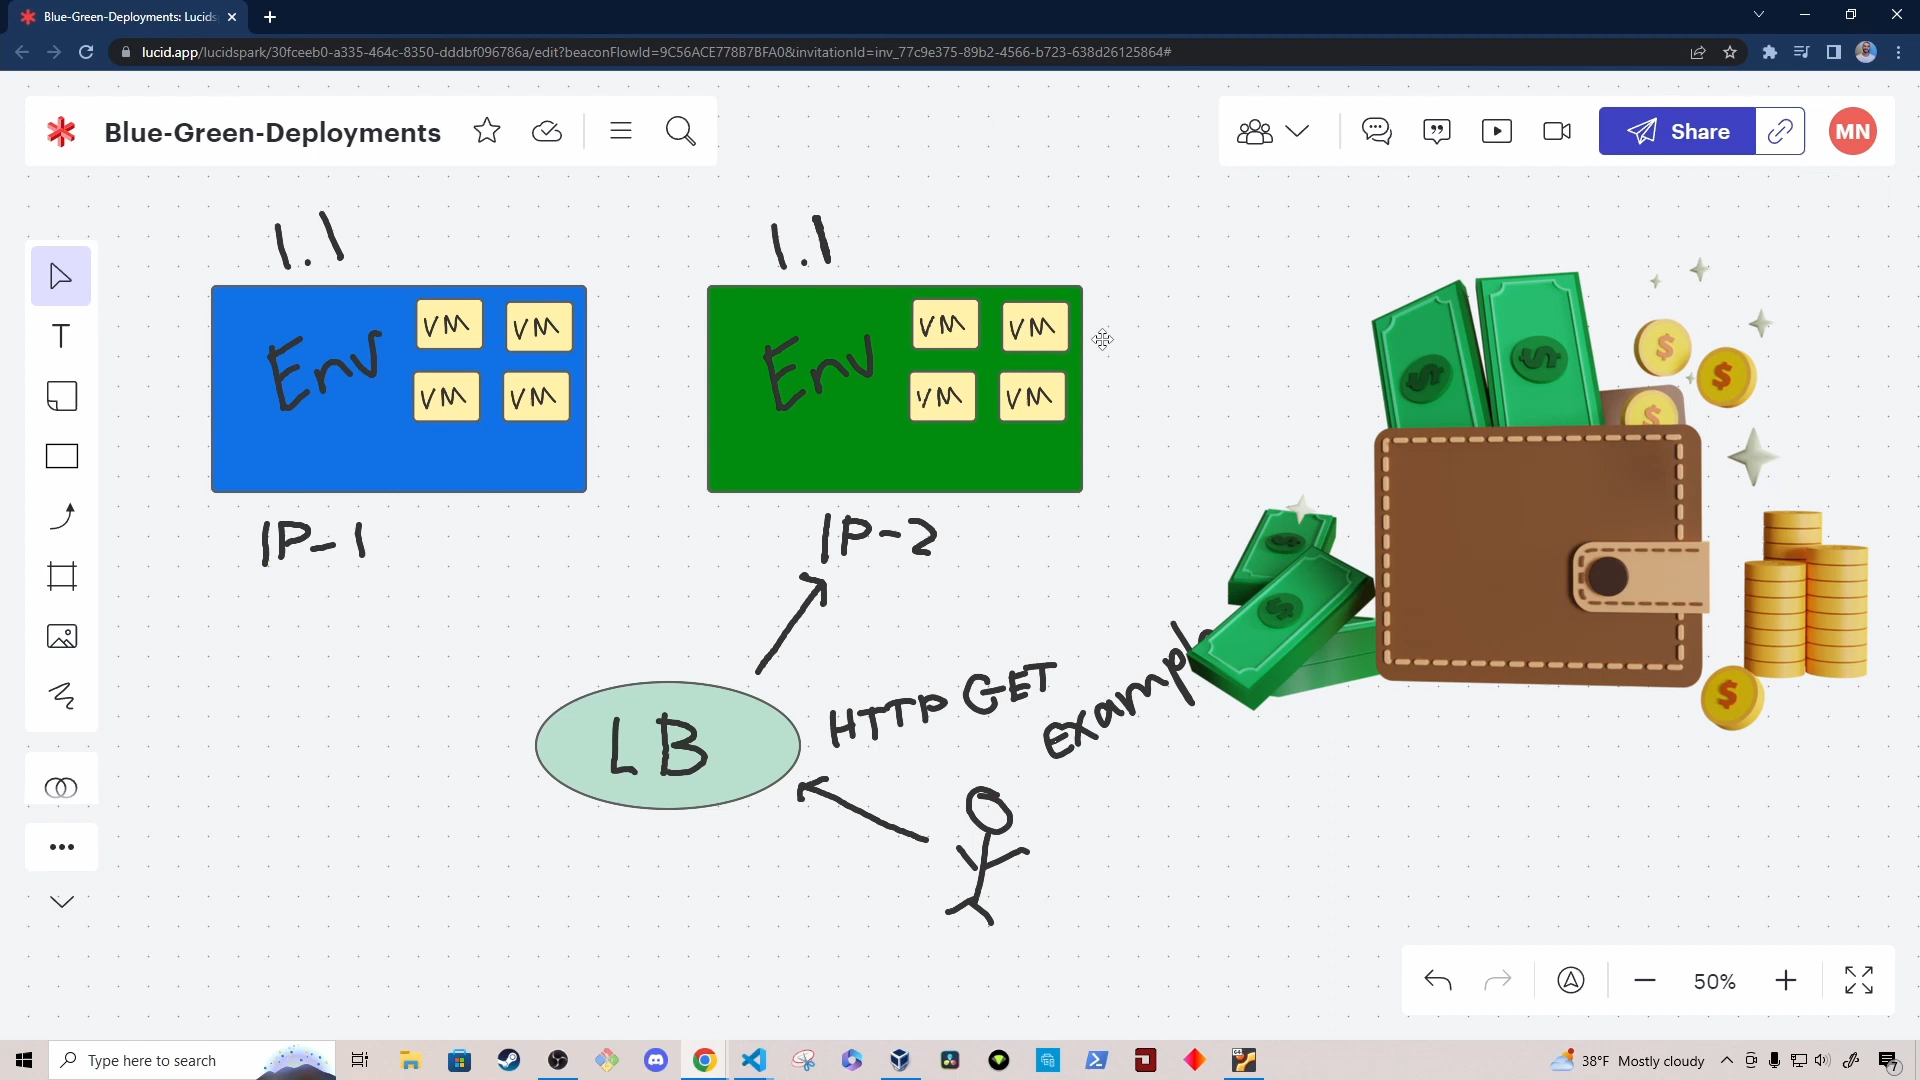 Blue-Green-Deployments: Lucids
lucid.app/lucidspark/30fceeb0-a335-464c-8350-dddbf096786a/edit?beaconFlowId=9C56ACE778B7BFA0&invitationId=inv_77c9e375-89b2-4566-b723-638d26125864#
Blue-Green-Deployments
Share
MN
1.1
1.1
Env
VM
VM
VM
VM
Env
VM
VM
VM
VM
IP-1
IP-2
LB
HTTP GET
50%
Type here to search
38°F Mostly cloudy
7